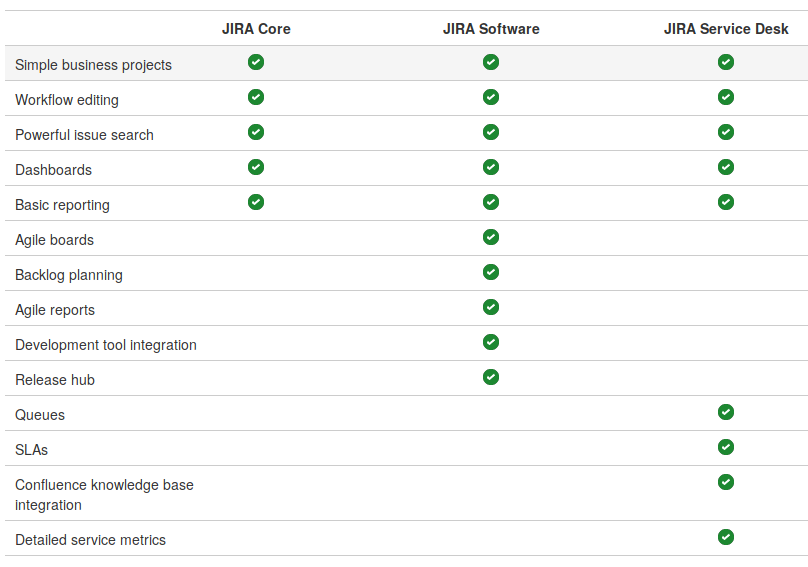 JIRA Core JIRA Software JIRA Service Desk
Simple business projects
Workflow editing
Powerful issue search
Dashboards
Basic reporting
Agile boards
Backlog planning
Agile reports
Development tool integration
Release hub
Queues
SLAs
Confluence knowledge base
integration
Detailed service metrics